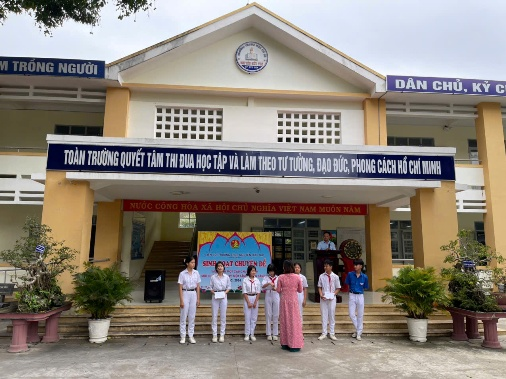 M TRỒNG NGƯỜI
DÂN CHỦ, KỶ C
TOÀN TRƯỜNG QUYẾT TÂM THI ĐUA HỌC TẬP VÀ LÀM THEO TƯ TƯỞNG, ĐẠO ĐỨC, PHONG CÁCH HỒ CHÍ MINH
NƯỚC CỘNG HÒA XÃ HỘI CHỦ NGHĨA VIỆT NAM MUÔN NĂM
SINH HOẠT CHUYÊN ĐỀ